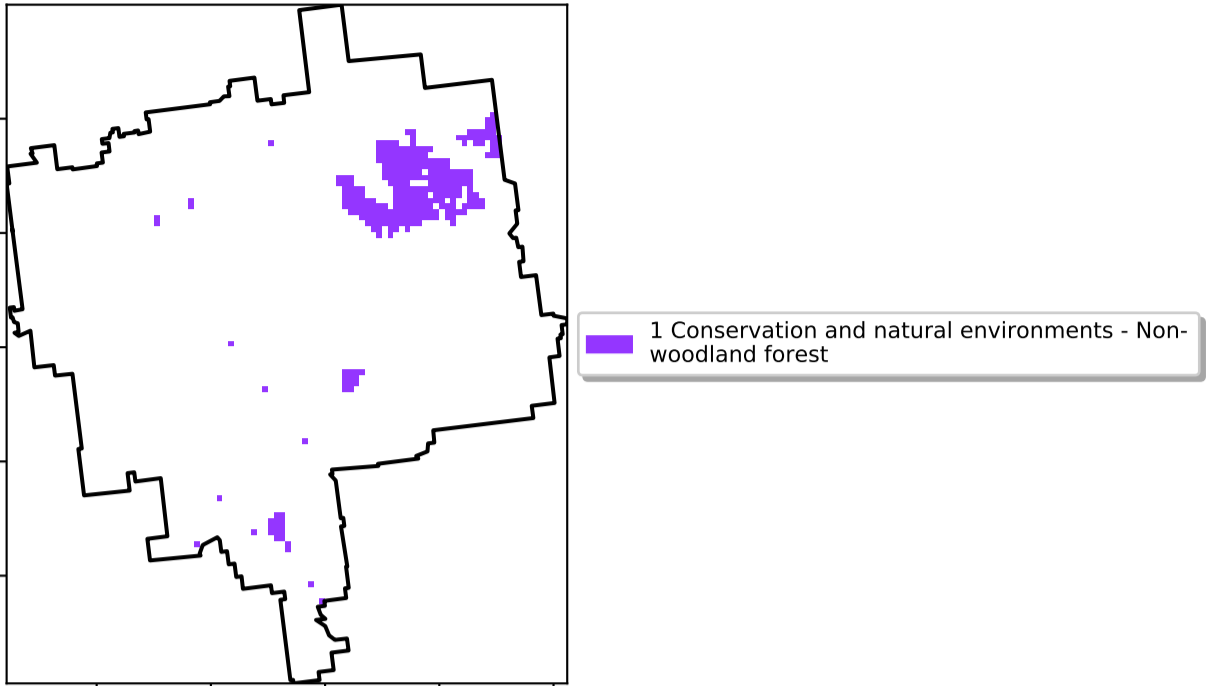 1 Conservation and natural environments - Non-
woodland forest